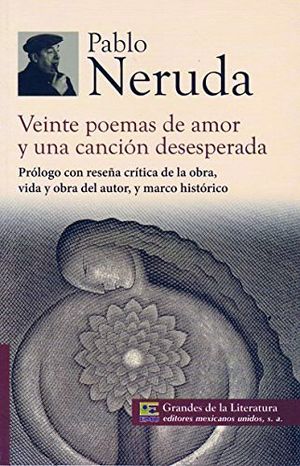 Pablo
Neruda
Veinte poemas de amor
y una canción desesperada
Prólogo con reseña crítica de la obra,
vida y obra del autor, y marco histórico
Grandes de la Literatura
editores mexicanos unidos, s. a.